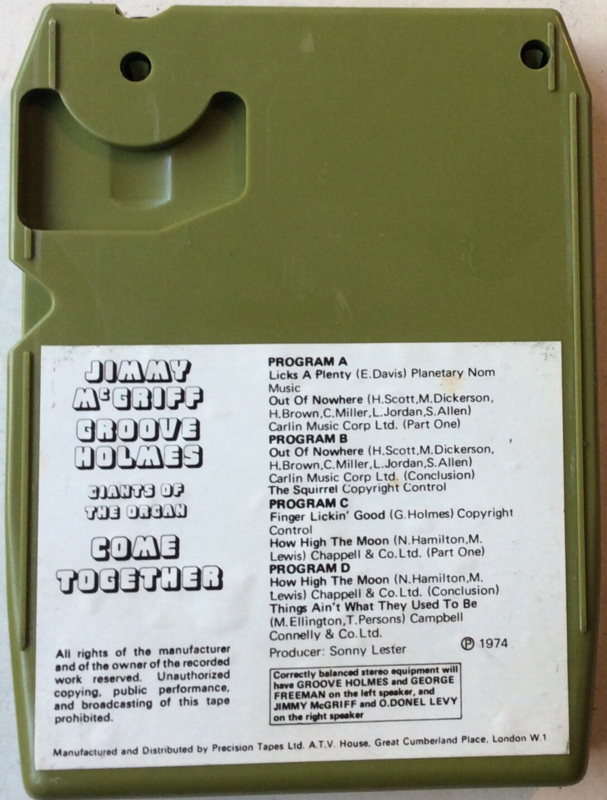 JIMMY
McGRIFF
GROOVE
HOLMES
GIANTS OF
THE ORGAN
COME
TOGETHER
All rights of the manufacturer
and of the owner of the recorded
work reserved. Unauthorized
copying, public performance,
and broadcasting of this tape
prohibited.
PROGRAM A
Licks A Plenty (E.Davis) Planetary Nom
Music
Out Of Nowhere (H.Scott,M.Dickerson,
H.Brown,C.Miller,L.Jordan,S.Allen)
Carlin Music Corp Ltd. (Part One)
PROGRAM B
Out Of Nowhere (H.Scott,M.Dickerson,
H.Brown,C.Miller,L.Jordan,S.Allen)
Carlin Music Corp Ltd. (Conclusion)
The Squirrel Copyright Control
PROGRAM C
Finger Lickin' Good (G.Holmes) Copyright
Control
How High The Moon (N.Hamilton,M.
Lewis) Chappell & Co.Ltd. (Part One)
PROGRAM D
How High The Moon (N.Hamilton,M.
Lewis) Chappell & Co.Ltd. (Conclusion)
Things Ain't What They Used To Be
(M.Ellington,T.Persons) Campbell
Connelly & Co.Ltd.
Producer: Sonny Lester ℗ 1974
Correctly balanced stereo equipment will
have GROOVE HOLMES and GEORGE
FREEMAN on the left speaker, and
JIMMY McGRIFF and O.DONEL LEVY
on the right speaker
Manufactured and Distributed by Precision Tapes Ltd. A.T.V. House, Great Cumberland Place, London W.1